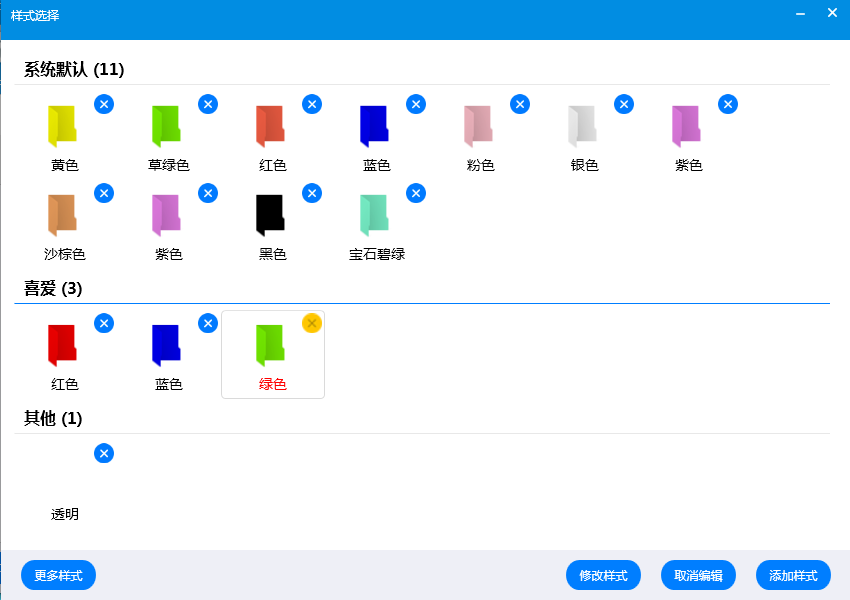 样式选择
系统默认 (11)
黄色 草绿色 红色 蓝色 粉色 银色 紫色
沙棕色 紫色 黑色 宝石碧绿
喜爱 (3)
红色 蓝色 绿色
其他 (1)
透明
更多样式 修改样式 取消编辑 添加样式